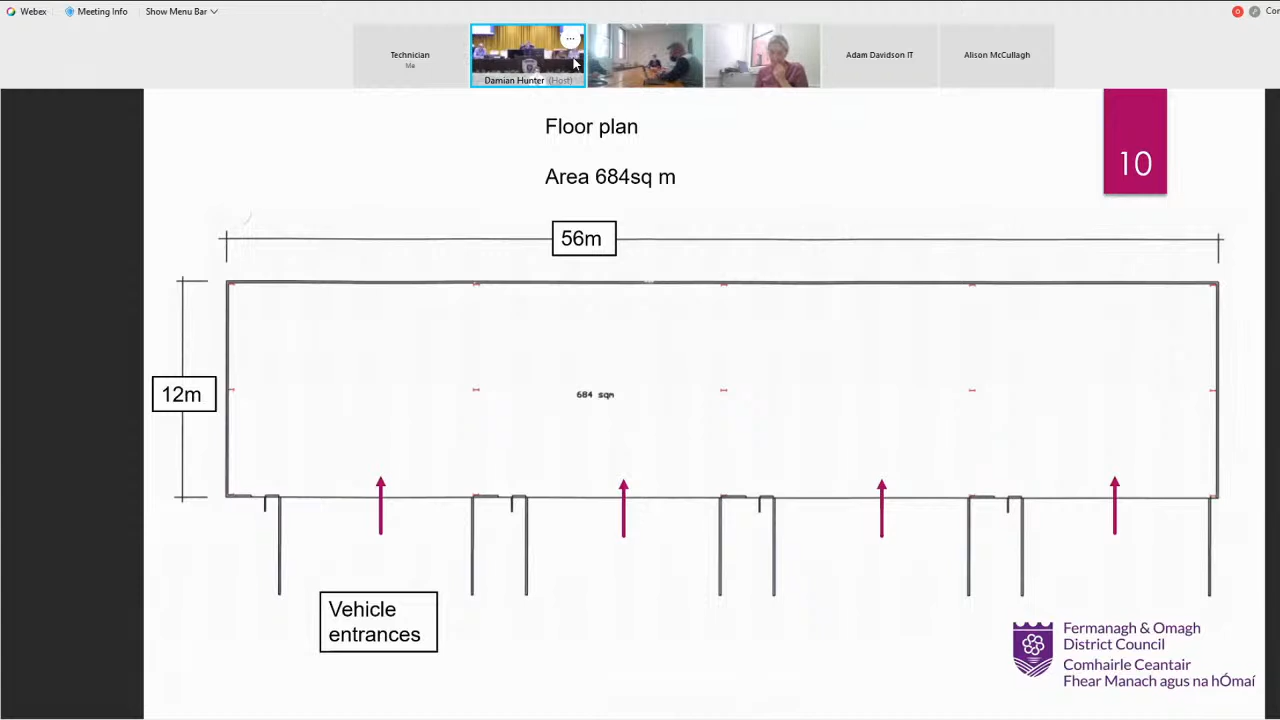 Webex
Meeting Info
Show Menu Bar
Technician
Me
Damian Hunter (Host)
Adam Davidson IT
Alison McCullagh
Floor plan
Area 684sq m
10
56m
12m
684 sqm
Vehicle
entrances
Fermanagh & Omagh
District Council
Comhairle Ceantair
Fhear Manach agus na hÓmaí